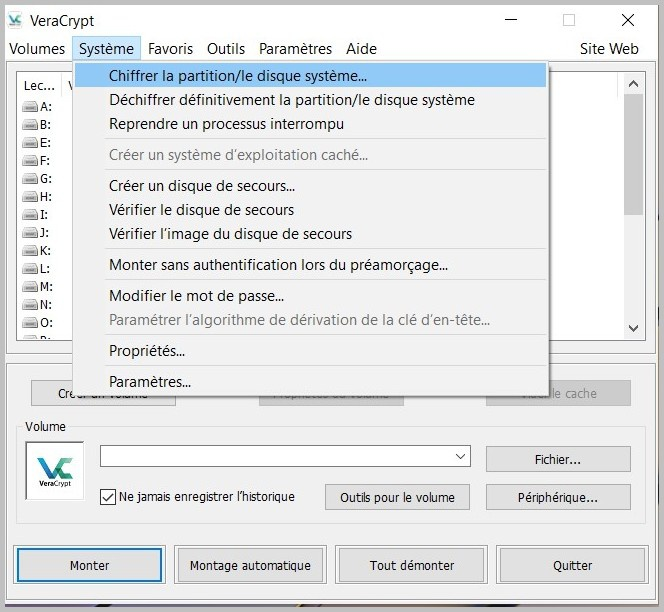 VeraCrypt
Volumes Système Favoris Outils Paramètres Aide Site Web
Lec...
Chiffrer la partition/le disque système...
A:
Déchiffrer définitivement la partition/le disque système
B:
Reprendre un processus interrompu
E:
F:
Créer un système d'exploitation caché...
G:
Créer un disque de secours...
H:
Vérifier le disque de secours
I:
Vérifier l'image du disque de secours
J:
K:
Monter sans authentification lors du préamorçage...
L:
M:
Modifier le mot de passe...
N:
Paramétrer l'algorithme de dérivation de la clé d'en-tête...
O:
Propriétés...
Paramètres...
Créer un volume Propriétés du volume Vider le cache
Volume
VeraCrypt
Fichier...
Ne jamais enregistrer l'historique Outils pour le volume Périphérique...
Monter Montage automatique Tout démonter Quitter